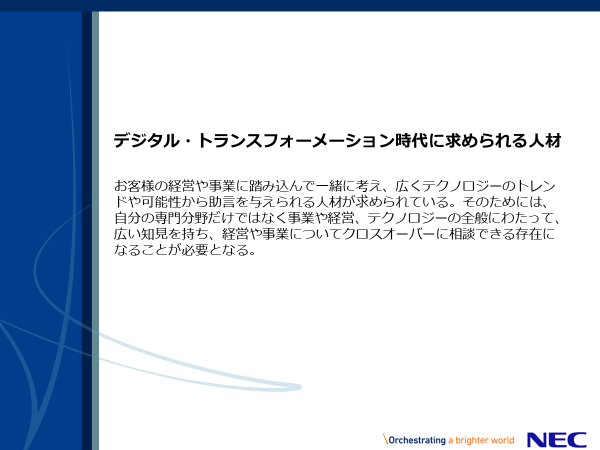 デジタル・トランスフォーメーション時代に求められる人材
お客様の経営や事業に踏み込んで一緒に考え、広くテクノロジーのトレン
ドや可能性から助言を与えられる人材が求められている。そのためには、
自分の専門分野だけではなく事業や経営、テクノロジーの全般にわたって、
広い知見を持ち、経営や事業についてクロスオーバーに相談できる存在に
なることが必要となる。
\Orchestrating a brighter world NEC